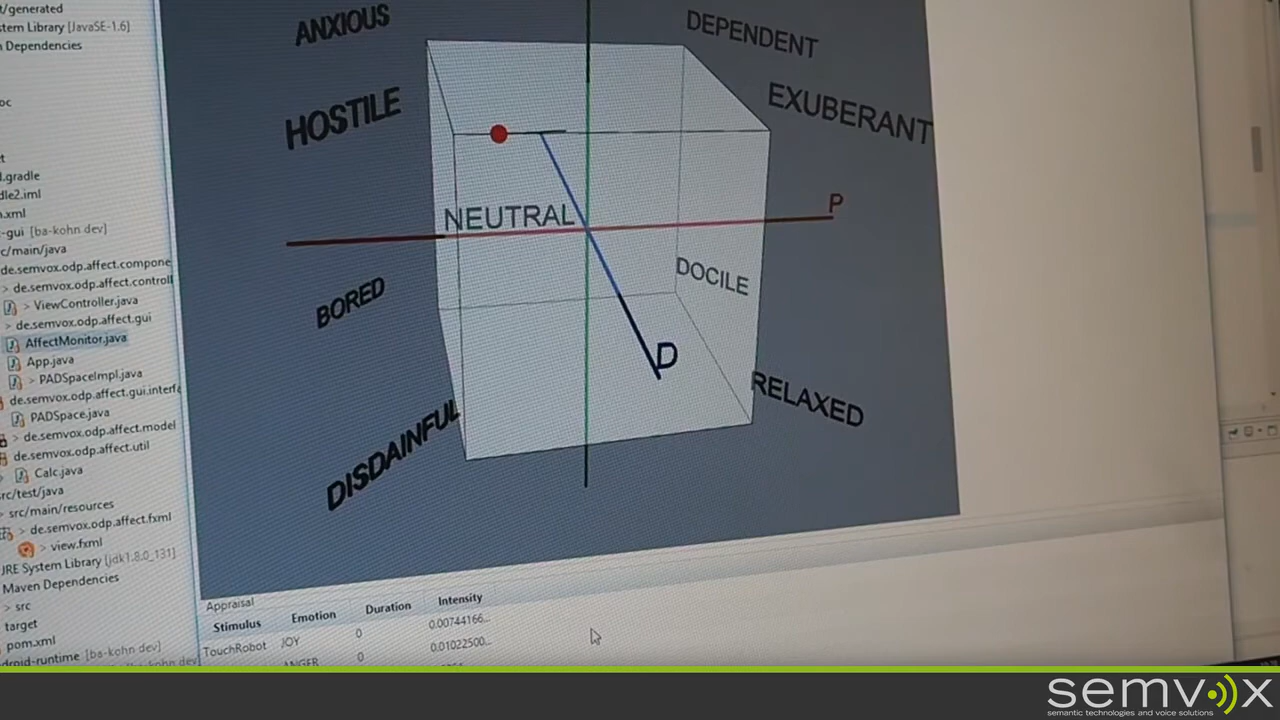 /generated
System Library [JavaSE-1.6]
Dependencies
.gradle
.xml
-gui [ba-kohn dev]
c/main/java
de.semvox.odp.affect.compone
> de.semvox.odp.affect.controll
> ViewController.java
> de.semvox.odp.affect.gui
AffectMonitor.java
App.java
> PADSpaceImpl.java
de.semvox.odp.affect.gui.interfa
PADSpace.java
> de.semvox.odp.affect.model
de.semvox.odp.affect.util
Calc.java
src/test/java
src/main/resources
> de.semvox.odp.affect.fxml
> view.fxml
JRE System Library [jdk1.8.0_131]
Maven Dependencies
> src
target
pom.xml
droid-runtime [ba-kohn dev]
ANXIOUS
DEPENDENT
HOSTILE
EXUBERANT
NEUTRAL
P
BORED
DOCILE
D
DISDAINFUL
RELAXED
Appraisal
Stimulus Emotion Duration Intensity
TouchRobot JOY 0 0.00744166...
ANGER 0 0.01022500...
semvox
semantic technologies and voice solutions